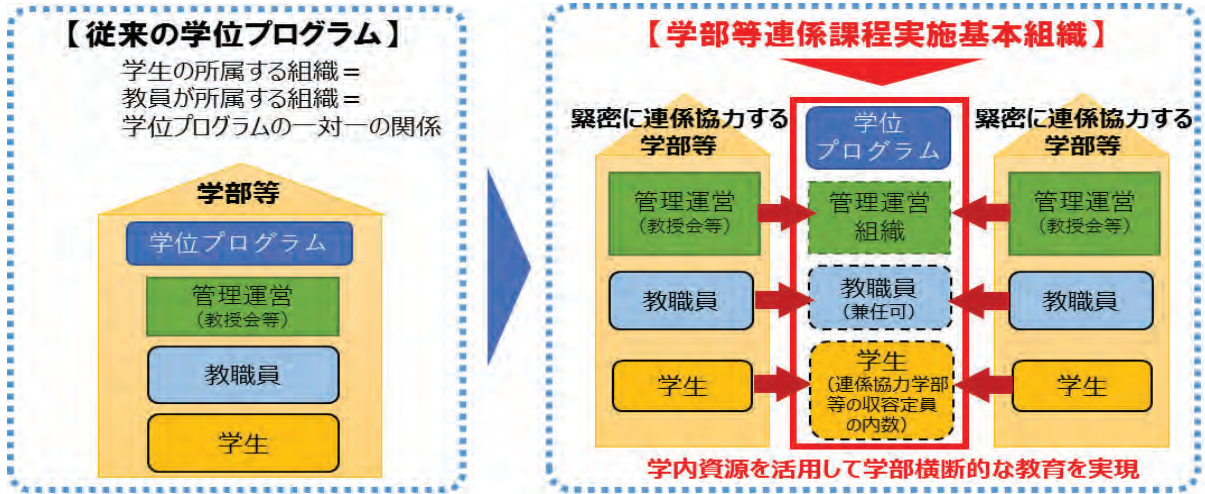 【従来の学位プログラム】
学生の所属する組織＝
教員が所属する組織＝
学位プログラムの一対一の関係
学部等
学位プログラム
管理運営
（教授会等）
教職員
学生
【学部等連係課程実施基本組織】
緊密に連係協力する
学部等
管理運営
（教授会等）
教職員
学生
学位
プログラム
管理運営
組織
教職員
（兼任可）
学生
（連係協力学部
等の収容定員
の内数）
緊密に連係協力する
学部等
管理運営
（教授会等）
教職員
学生
学内資源を活用して学部横断的な教育を実現